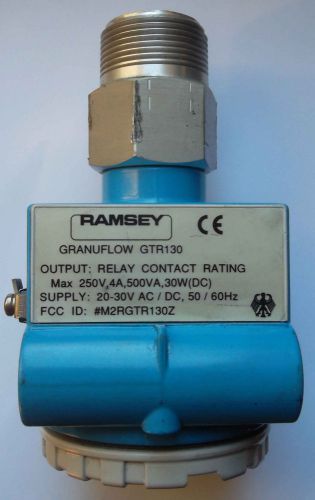 RAMSEY CE
GRANUFLOW GTR130
OUTPUT: RELAY CONTACT RATING
Max 250V,4A,500VA,30W(DC)
SUPPLY: 20-30V AC / DC, 50 / 60Hz
FCC ID: #M2RGTR130Z